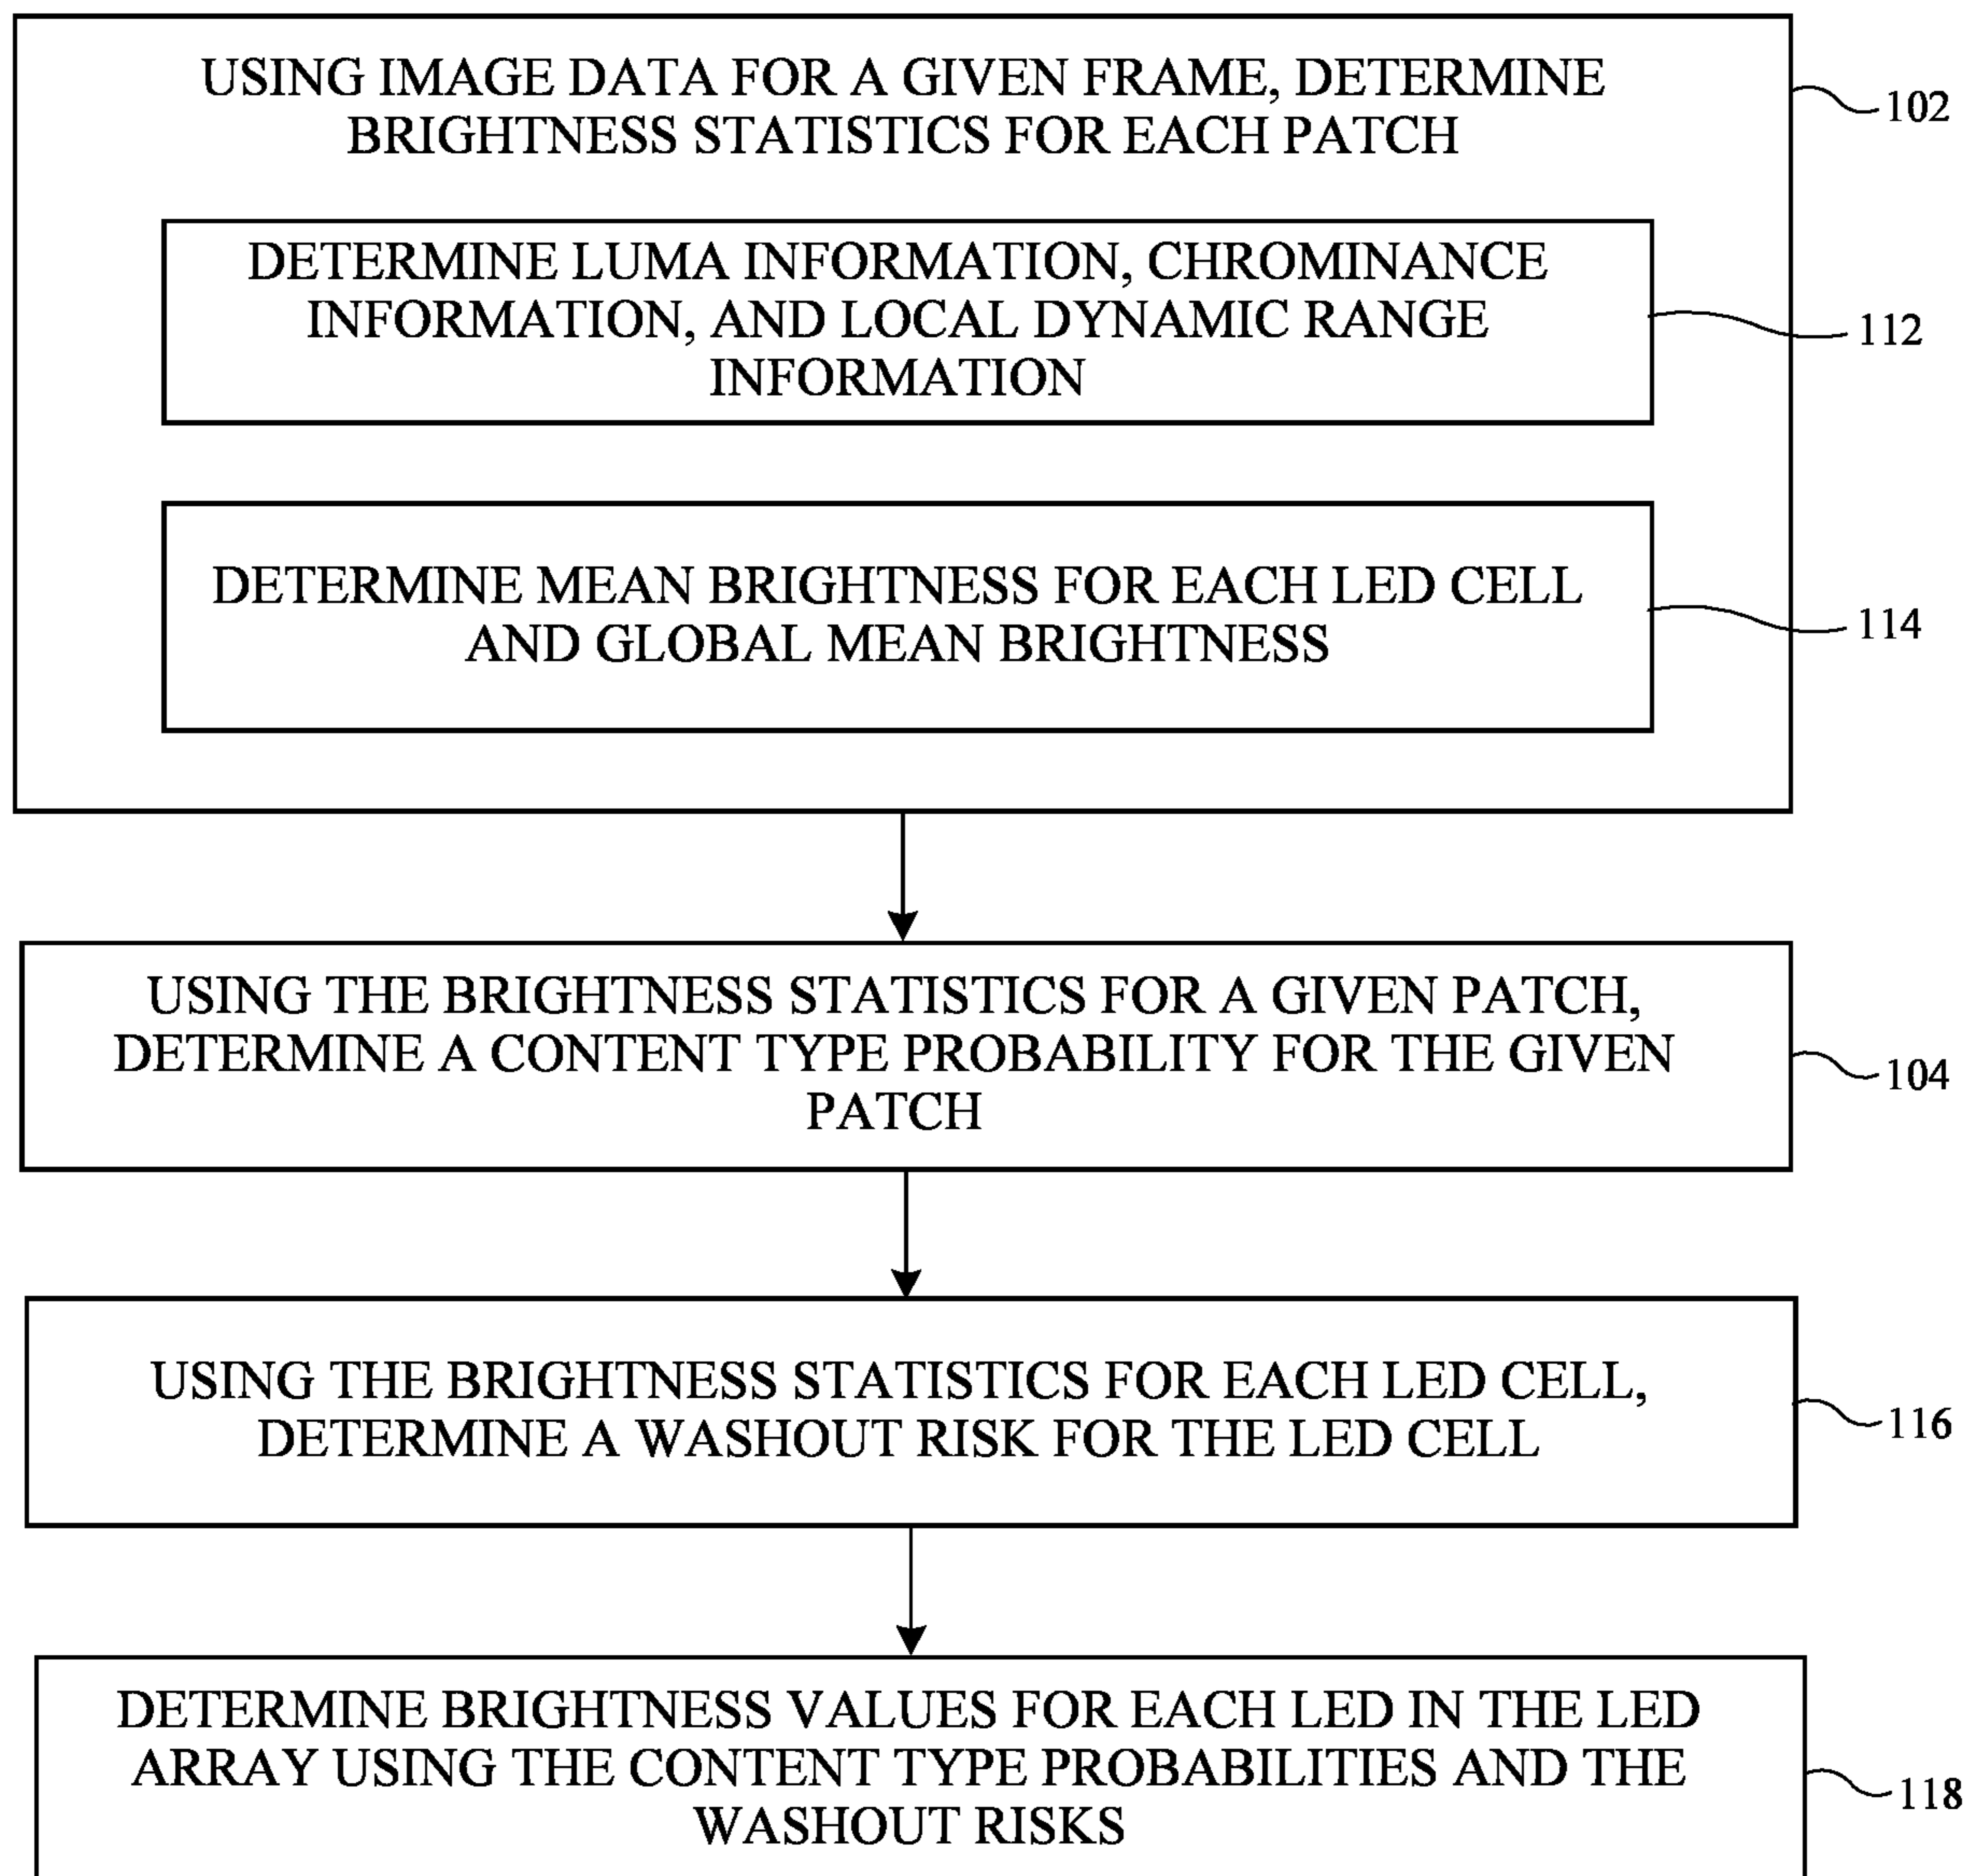 USING IMAGE DATA FOR A GIVEN FRAME, DETERMINE
BRIGHTNESS STATISTICS FOR EACH PATCH
102
DETERMINE LUMA INFORMATION, CHROMINANCE
INFORMATION, AND LOCAL DYNAMIC RANGE
INFORMATION
112
DETERMINE MEAN BRIGHTNESS FOR EACH LED CELL
AND GLOBAL MEAN BRIGHTNESS
114
USING THE BRIGHTNESS STATISTICS FOR A GIVEN PATCH,
DETERMINE A CONTENT TYPE PROBABILITY FOR THE GIVEN
PATCH
104
USING THE BRIGHTNESS STATISTICS FOR EACH LED CELL,
DETERMINE A WASHOUT RISK FOR THE LED CELL
116
DETERMINE BRIGHTNESS VALUES FOR EACH LED IN THE LED
ARRAY USING THE CONTENT TYPE PROBABILITIES AND THE
WASHOUT RISKS
118